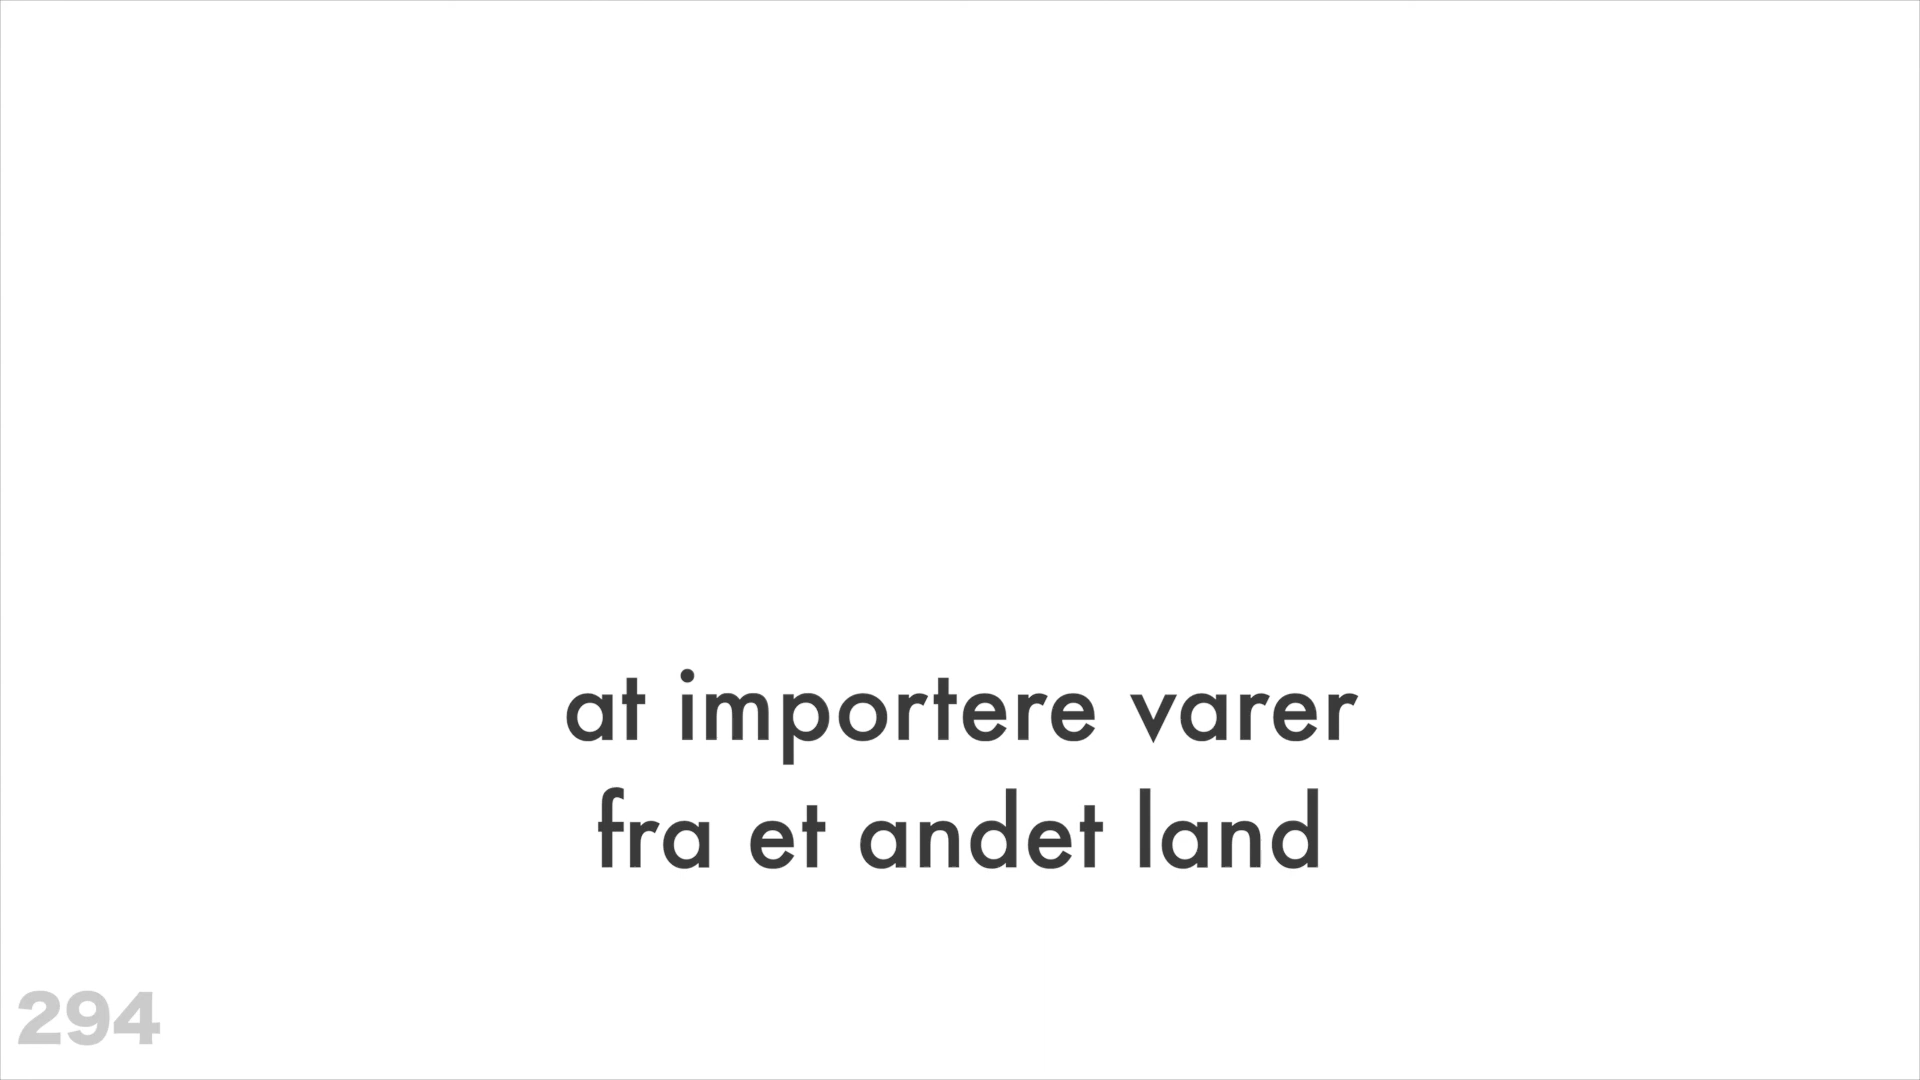 at importere varer
fra et andet land
294